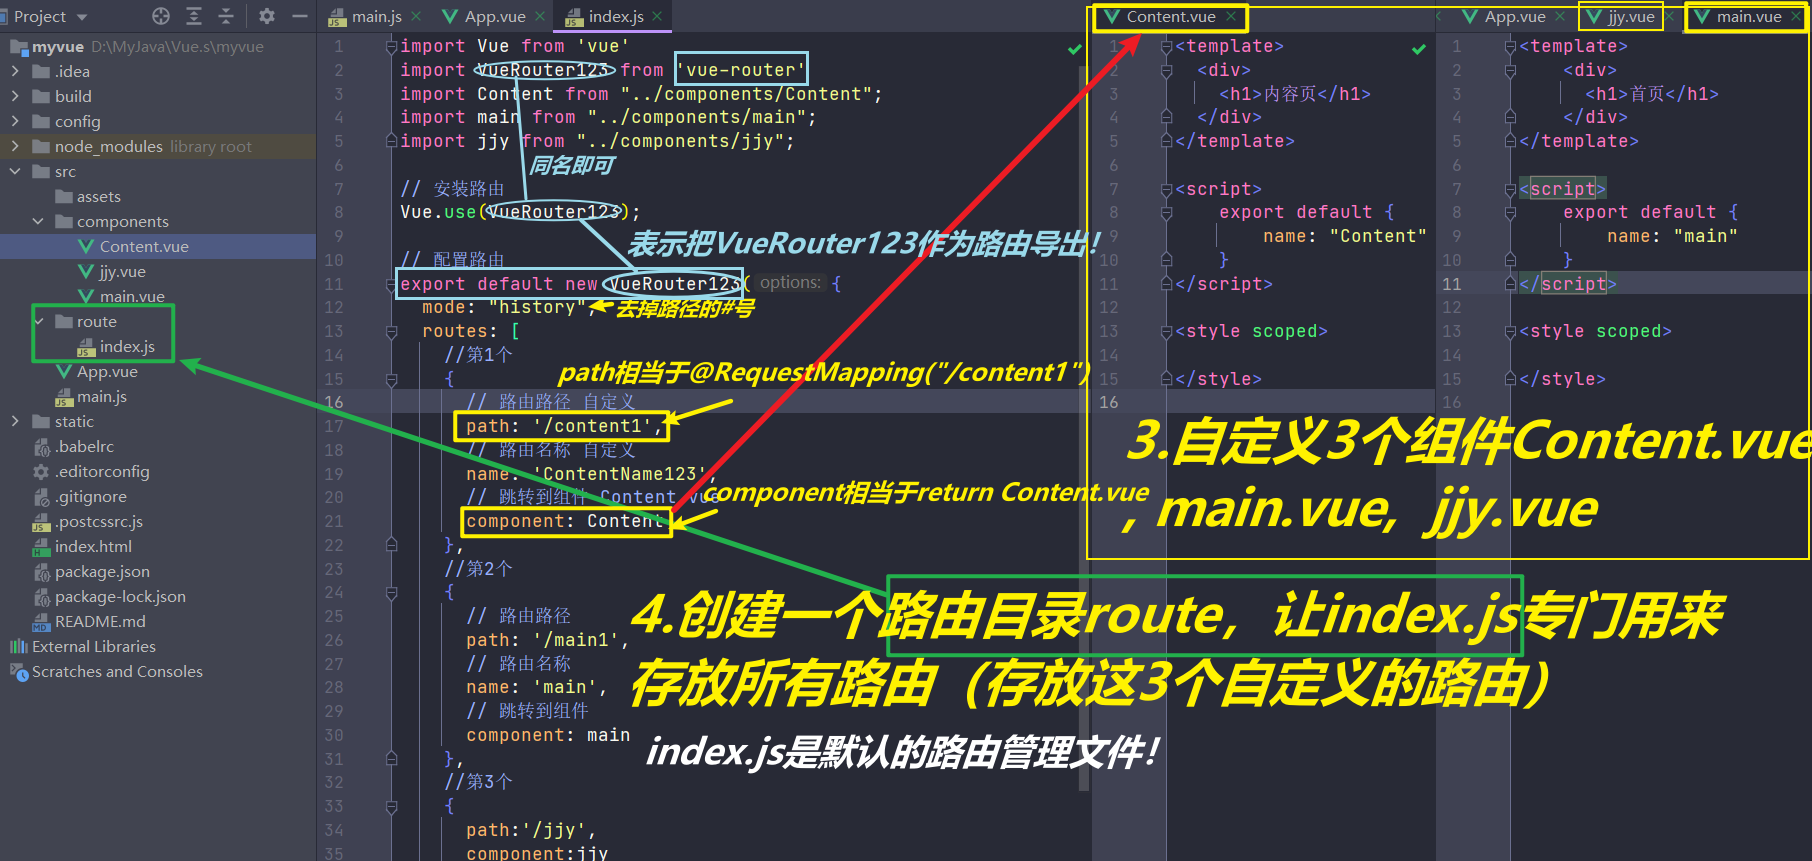 Project
main.js
App.vue
index.js
Content.vue
App.vue
jjy.vue
main.vue
myvue D:\MyJava\Vue.s\myvue
.idea
build
config
node_modules library root
src
assets
components
Content.vue
jjy.vue
main.vue
route
index.js
App.vue
main.js
static
.babelrc
.editorconfig
.gitignore
.postcssrc.js
index.html
package.json
package-lock.json
README.md
External Libraries
Scratches and Consoles
1 import Vue from 'vue'
2 import VueRouter123 from 'vue-router'
3 import Content from "../components/Content";
4 import main from "../components/main";
5 import jjy from "../components/jjy";
6
同名即可
7 // 安装路由
8 Vue.use(VueRouter123);
9
表示把VueRouter123作为路由导出!
10 // 配置路由
11 export default new VueRouter123( options: {
12 mode: "history",
去掉路径的#号
13 routes: [
14 //第1个
15 {
path相当于@RequestMapping("/content1")
16 // 路由路径 自定义
17 path: '/content1',
18 // 路由名称 自定义
19 name: 'ContentName123',
20 // 跳转到组件 Content.vue
component相当于return Content.vue
21 component: Content
22 },
23 //第2个
24 {
25 // 路由路径
26 path: '/main1',
27 // 路由名称
28 name: 'main',
29 // 跳转到组件
30 component: main
31 },
32 //第3个
33 {
34 path:'/jjy',
35 component:jjy
1 <template>
2 <div>
3 <h1>内容页</h1>
4 </div>
5 </template>
6
7 <script>
8 export default {
9 name: "Content"
10 }
11 </script>
12
13 <style scoped>
14
15 </style>
16
1 <template>
2 <div>
3 <h1>首页</h1>
4 </div>
5 </template>
6
7 <script>
8 export default {
9 name: "main"
10 }
11 </script>
12
13 <style scoped>
14
15 </style>
16
3.自定义3个组件Content.vue
, main.vue, jjy.vue
4.创建一个路由目录route，让index.js专门用来
存放所有路由（存放这3个自定义的路由）
index.js是默认的路由管理文件!